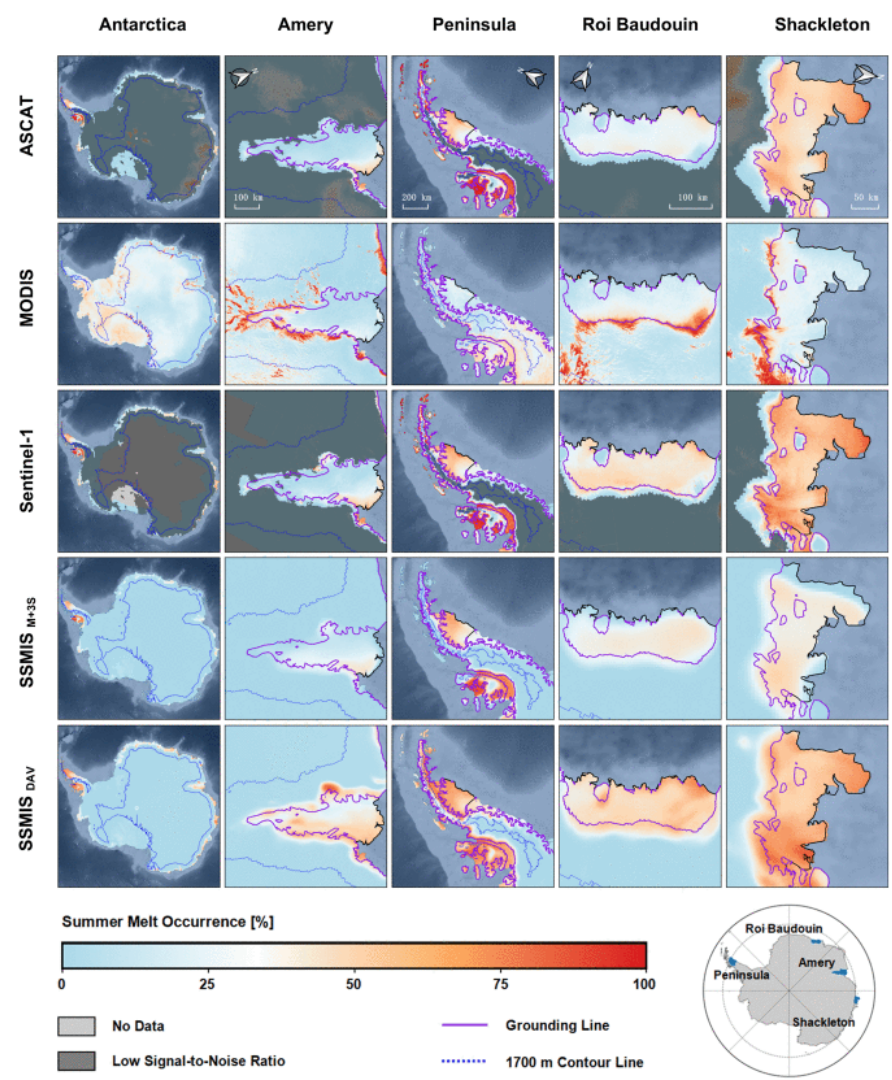 Antarctica Amery Peninsula Roi Baudouin Shackleton
ASCAT
100 km
200 km
100 km
50 km
MODIS
Sentinel-1
SSMIS M+3S
SSMIS DAV
Summer Melt Occurrence [%]
0 25 50 75 100
No Data
Grounding Line
Low Signal-to-Noise Ratio
1700 m Contour Line
Roi Baudouin
Amery
Peninsula
Shackleton